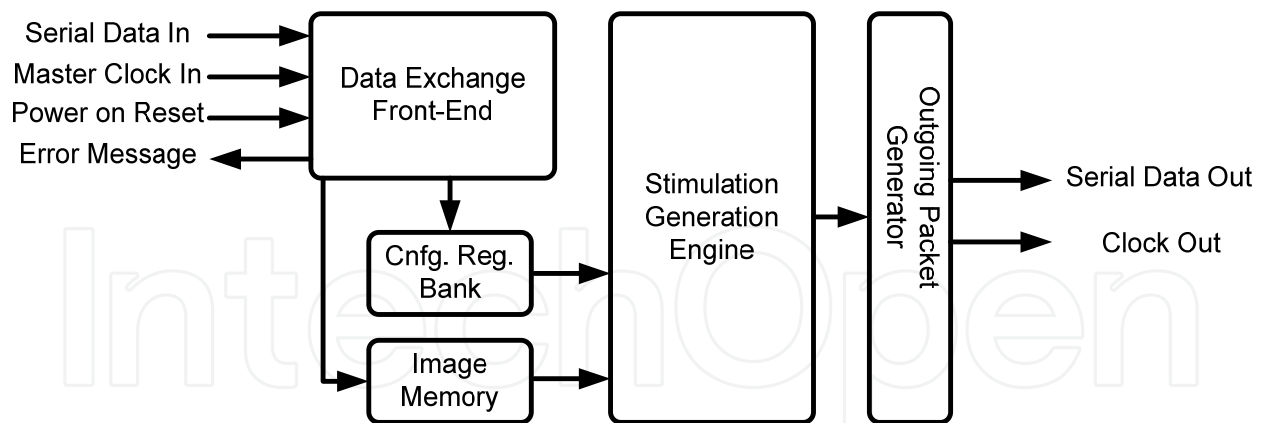 Serial Data In
Master Clock In
Power on Reset
Error Message
Data Exchange
Front-End
Cnfg. Reg.
Bank
Image
Memory
Stimulation
Generation
Engine
Outgoing Packet
Generator
Serial Data Out
Clock Out
IntechOpen